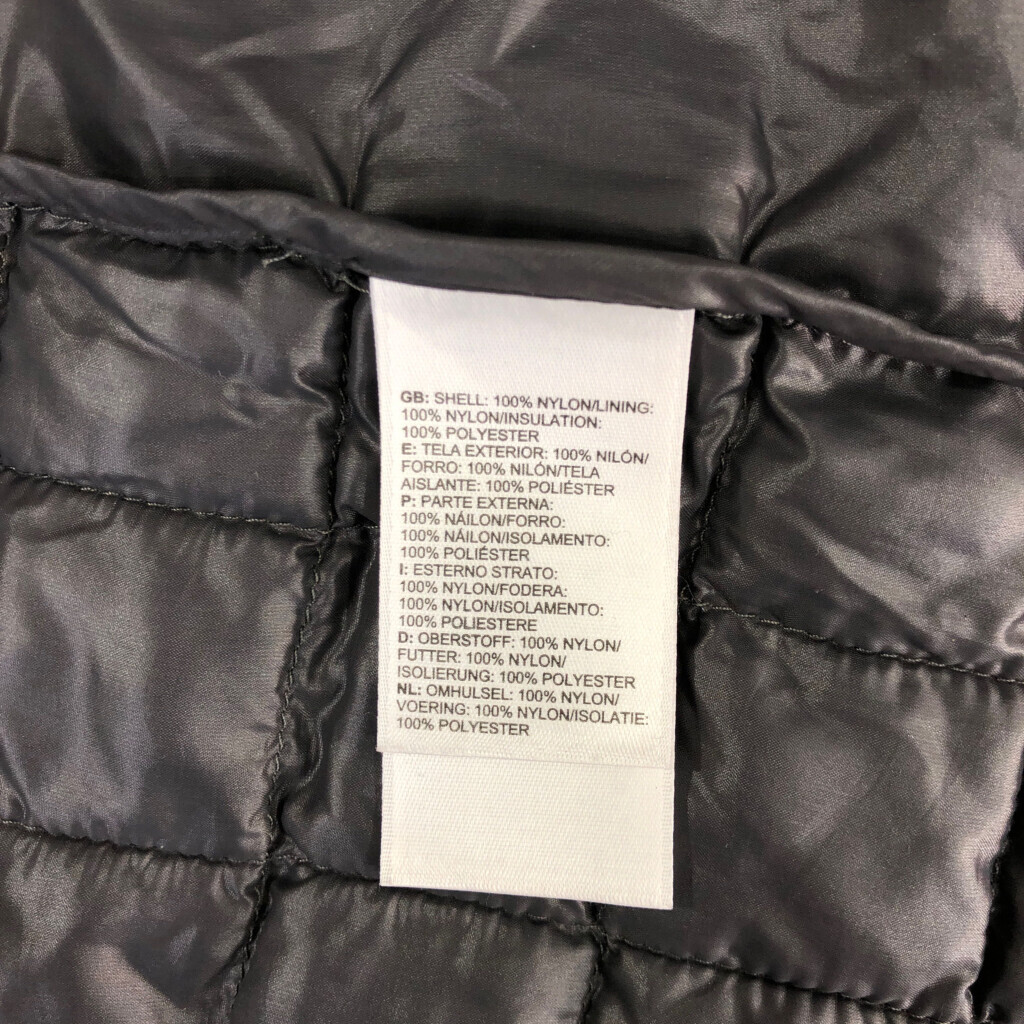 GB: SHELL: 100% NYLON/LINING:
100% NYLON/INSULATION:
100% POLYESTER
E: TELA EXTERIOR: 100% NILÓN/
FORRO: 100% NILÓN/TELA
AISLANTE: 100% POLIÉSTER
P: PARTE EXTERNA:
100% NÁILON/FORRO:
100% NÁILON/ISOLAMENTO:
100% POLIÉSTER
I: ESTERNO STRATO:
100% NYLON/FODERA:
100% NYLON/ISOLAMENTO:
100% POLIESTERE
D: OBERSTOFF: 100% NYLON/
FUTTER: 100% NYLON/
ISOLIERUNG: 100% POLYESTER
NL: OMHULSEL: 100% NYLON/
VOERING: 100% NYLON/ISOLATIE:
100% POLYESTER